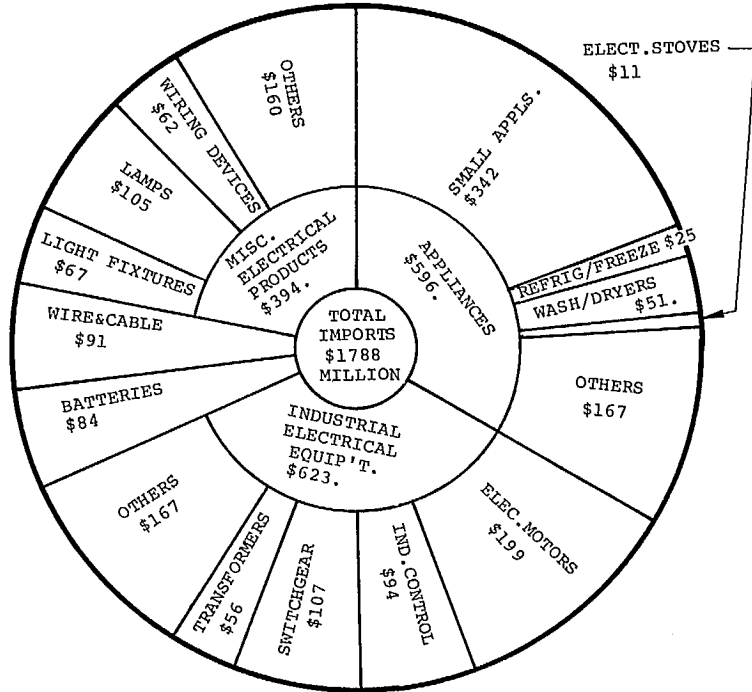 ELECT.STOVES
$11
SMALL APPLS.
$342
REFRIG/FREEZE $25
WASH/DRYERS
$51.
OTHERS
$167
APPLIANCES
$596.
ELEC.MOTORS
$199
IND.CONTROL
$94
SWITCHGEAR
$107
TRANSFORMERS
$56
OTHERS
$167
INDUSTRIAL
ELECTRICAL
EQUIP'T.
$623.
BATTERIES
$84
WIRE&CABLE
$91
LIGHT FIXTURES
$67
LAMPS
$105
WIRING DEVICES
$62
OTHERS
$160
MISC.
ELECTRICAL
PRODUCTS
$394.
TOTAL
IMPORTS
$1788
MILLION